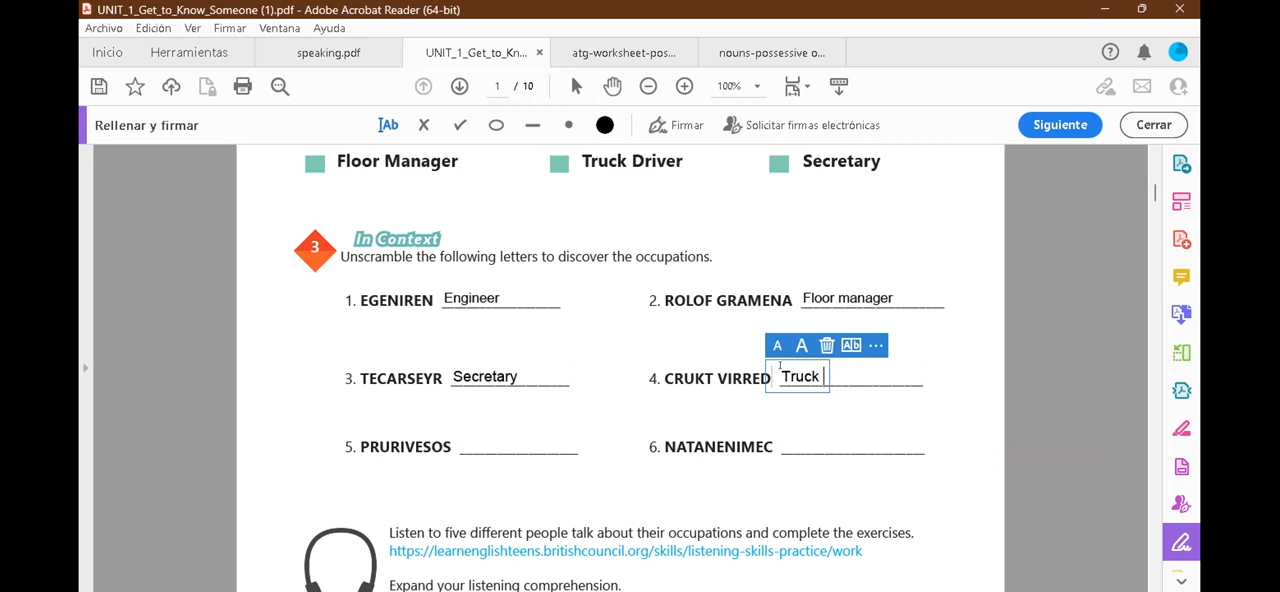 UNIT_1_Get_to_Know_Someone (1).pdf - Adobe Acrobat Reader (64-bit)
Archivo Edición Ver Firmar Ventana Ayuda
Inicio Herramientas speaking.pdf UNIT_1_Get_to_Kn... × atg-worksheet-pos... nouns-possessive o...
1 / 10 100%
Rellenar y firmar Ab Firmar Solicitar firmas electrónicas Siguiente Cerrar
Floor Manager Truck Driver Secretary
3 In Context
Unscramble the following letters to discover the occupations.
1. EGENIREN Engineer 2. ROLOF GRAMENA Floor manager
A A Ab ...
3. TECARSEYR Secretary 4. CRUKT VIRRED Truck
5. PRURIVESOS 6. NATANENIMEC
Listen to five different people talk about their occupations and complete the exercises.
https://learnenglishteens.britishcouncil.org/skills/listening-skills-practice/work
Expand your listening comprehension.